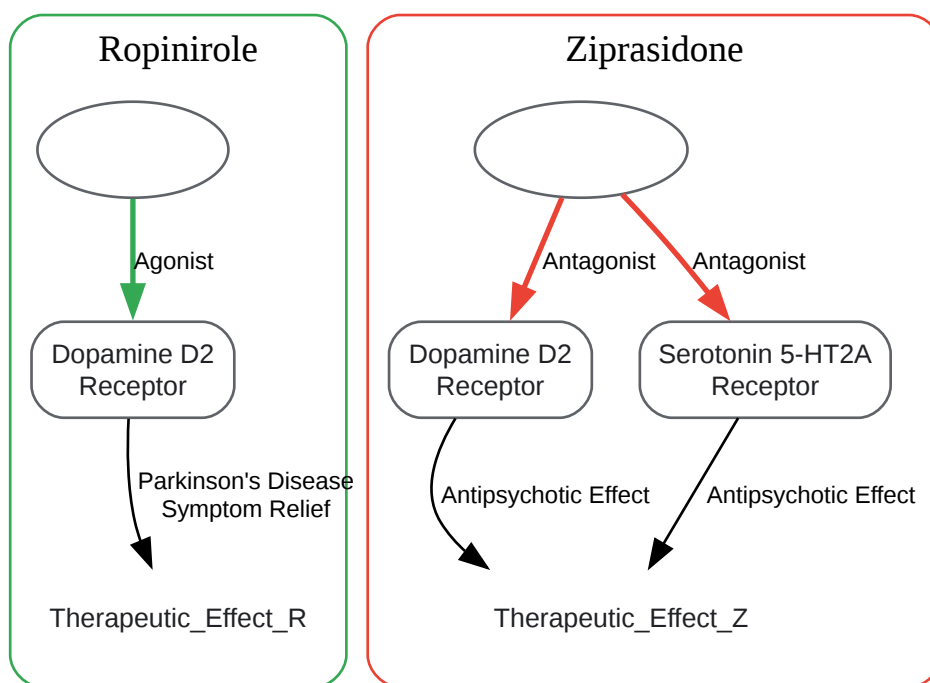 Ropinirole
Agonist
Dopamine D2
Receptor
Parkinson's Disease
Symptom Relief
Therapeutic_Effect_R
Ziprasidone
Antagonist
Antagonist
Dopamine D2
Receptor
Serotonin 5-HT2A
Receptor
Antipsychotic Effect
Antipsychotic Effect
Therapeutic_Effect_Z